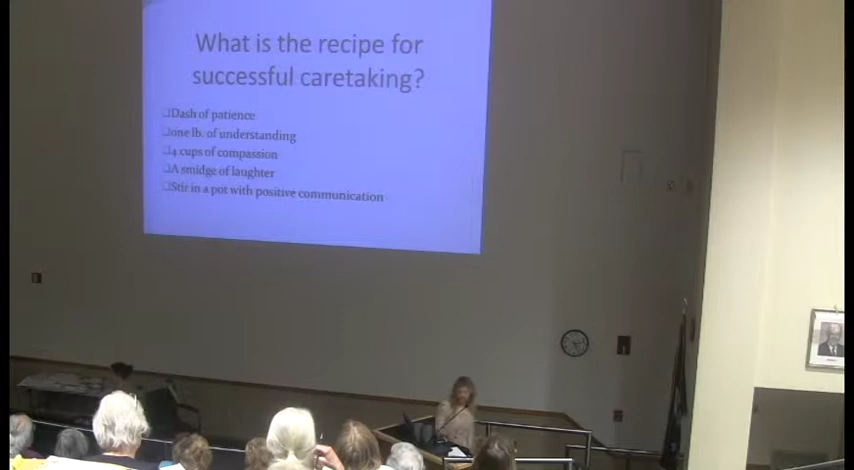 What is the recipe for
successful caretaking?
❑Dash of patience
❑one lb. of understanding
❑4 cups of compassion
❑A smidge of laughter
❑Stir in a pot with positive communication